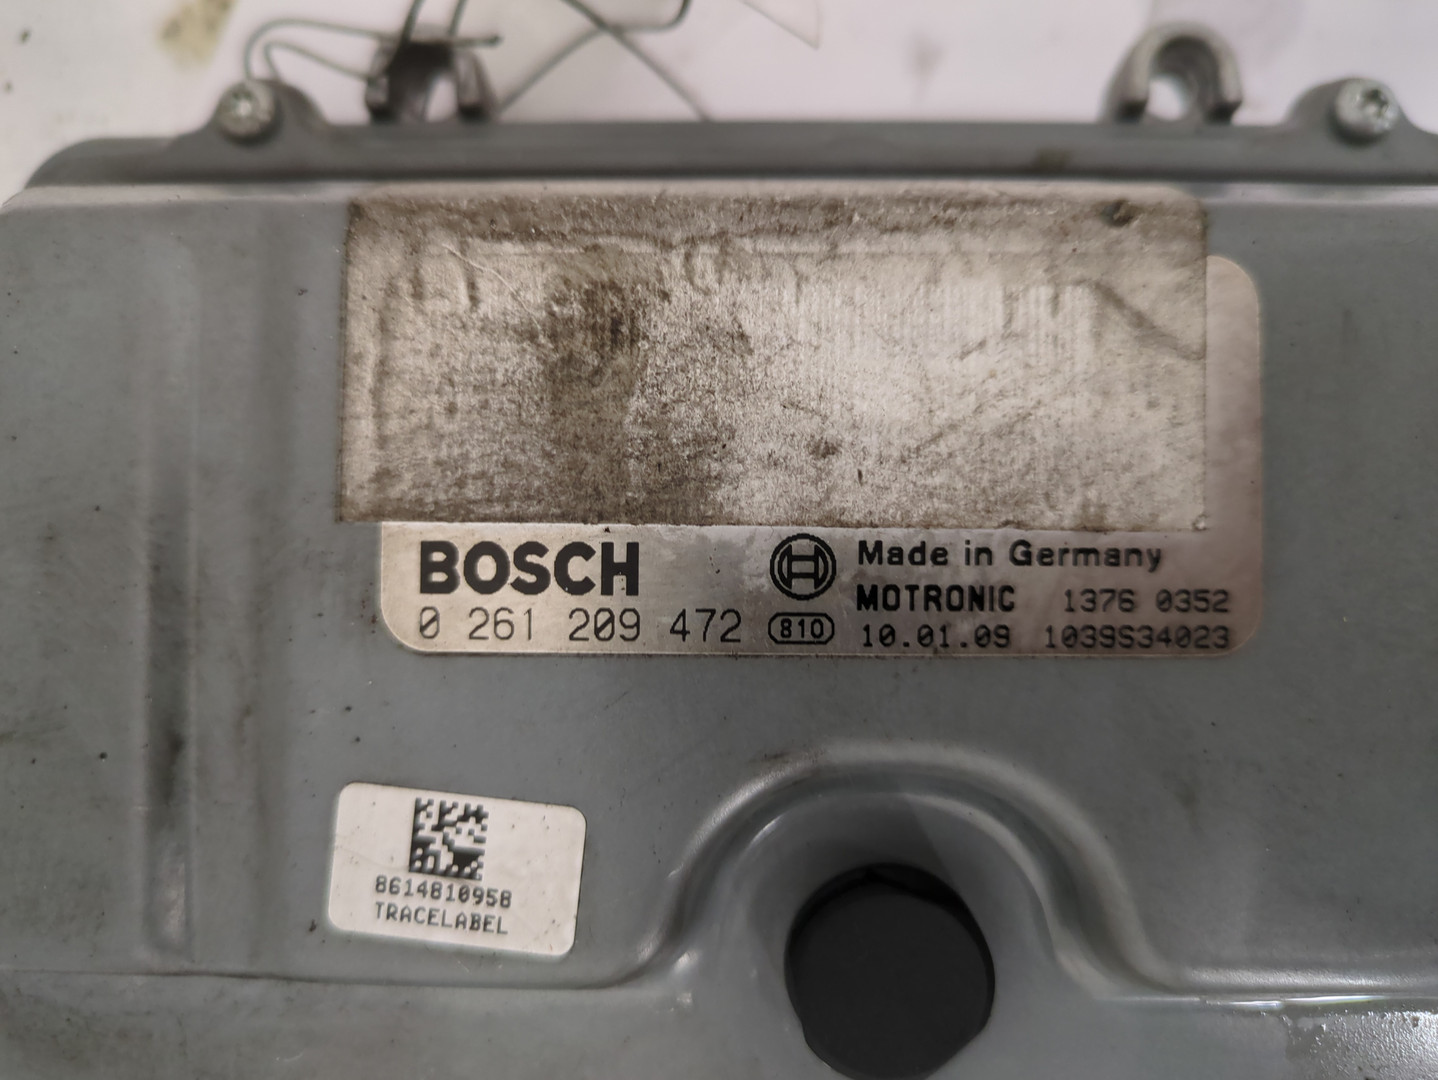 BOSCH
Made in Germany
MOTRONIC 1376 0352
0 261 209 472 810 10.01.09 1039S34023
8614810958
TRACELABEL